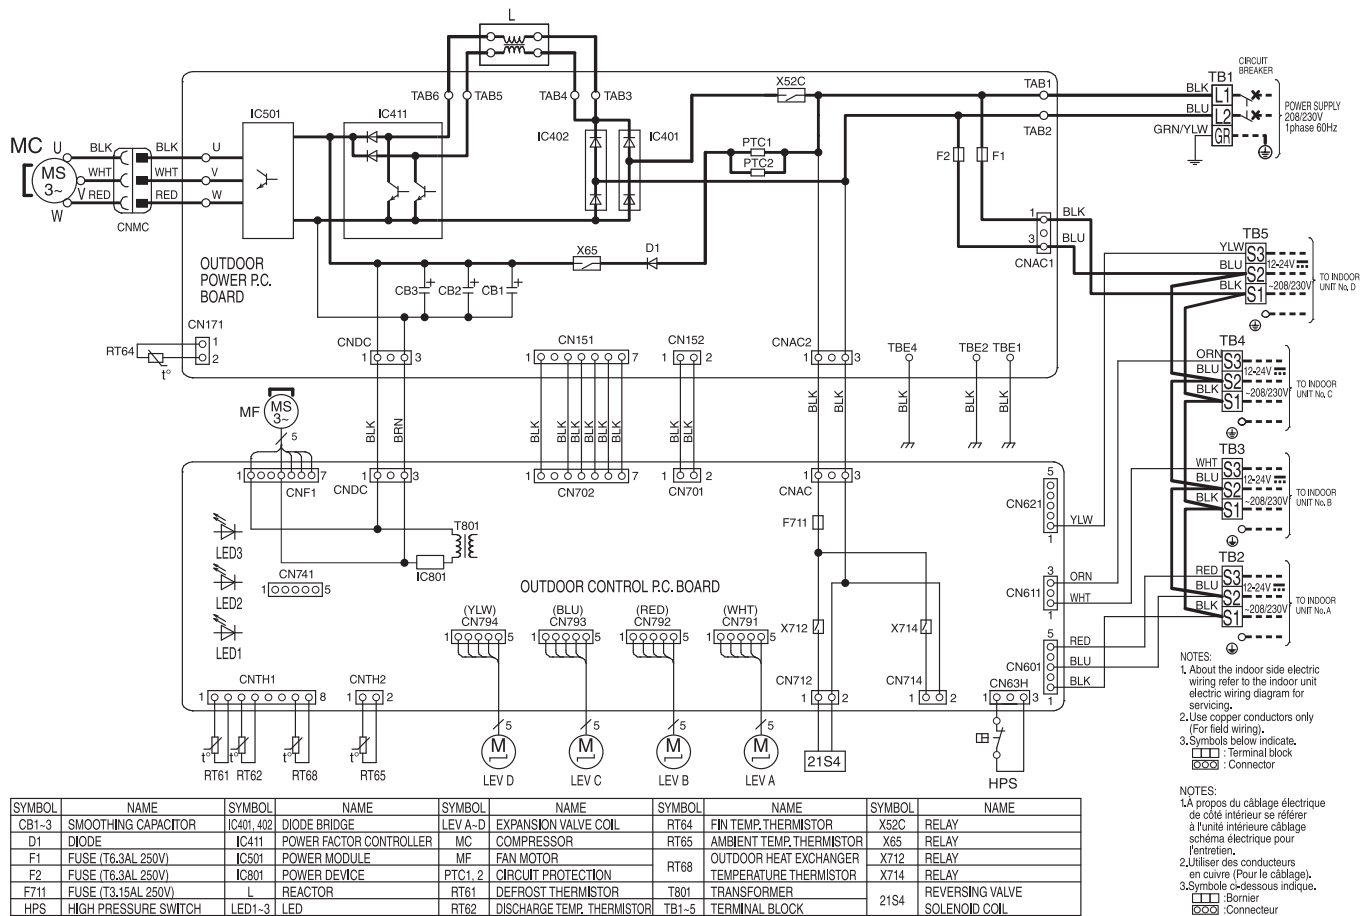 L
CIRCUIT
BREAKER
X52C
TAB1
BLK
TB1
L1
TAB6
TAB5
TAB4
TAB3
IC501
IC411
BLU
L2
POWER SUPPLY
208/230V
1phase 60Hz
TAB2
GRN/YLW
GR
IC402
IC401
PTC1
PTC2
F2
F1
MC
U
BLK
BLK
U
MS
3~
WHT
WHT
V
V
RED
RED
W
W
CNMC
1
BLK
3
BLU
CNAC1
X65
D1
OUTDOOR
POWER P.C.
BOARD
CB3
+
CB2
+
CB1
+
TB5
YLW
S3
12-24V
BLU
S2
BLK
S1
~208/230V
TO INDOOR
UNIT No. D
CN171
1
2
RT64
t°
CNDC
1
3
CN151
1
7
CN152
1
2
CNAC2
1
3
TBE4
TBE2
TBE1
TB4
ORN
S3
12-24V
BLU
S2
BLK
S1
~208/230V
TO INDOOR
UNIT No. C
MF
MS
3~
5
BLK
BRN
BLK
BLK
BLK
BLK
BLK
BLK
BLK
BLK
BLK
BLK
BLK
BLK
BLK
TB3
WHT
S3
12-24V
BLU
S2
BLK
S1
~208/230V
TO INDOOR
UNIT No. B
1
7
CNF1
1
3
CNDC
1
7
CN702
1
2
CN701
1
3
CNAC
5
CN621
1
YLW
F711
T801
IC801
LED3
LED2
LED1
CN741
1
5
OUTDOOR CONTROL P.C. BOARD
3
CN611
1
ORN
WHT
TB2
RED
S3
12-24V
BLU
S2
BLK
S1
~208/230V
TO INDOOR
UNIT No. A
(YLW)
CN794
1
5
(BLU)
CN793
1
5
(RED)
CN792
1
5
(WHT)
CN791
1
5
X712
X714
5
CN601
1
RED
BLU
BLK
CNTH1
1
8
CNTH2
1
2
CN712
1
2
CN714
1
2
CN63H
1
3
t°
RT61
t°
RT62
t°
RT68
t°
RT65
5
M
LEV D
5
M
LEV C
5
M
LEV B
5
M
LEV A
21S4
HPS
NOTES:
1. About the indoor side electric
wiring refer to the indoor unit
electric wiring diagram for
servicing.
2. Use copper conductors only
(For field wiring).
3. Symbols below indicate.
: Terminal block
: Connector
NOTES:
1.À propos du câblage électrique
de côté intérieur se référer
à l'unité intérieure câblage
schéma électrique pour
l'entretien.
2.Utiliser des conducteurs
en cuivre (Pour le câblage).
3.Symbole ci-dessous indique.
:Bornier
:Connecteur
SYMBOL NAME SYMBOL NAME SYMBOL NAME SYMBOL NAME SYMBOL NAME
CB1~3 SMOOTHING CAPACITOR IC401, 402 DIODE BRIDGE LEV A~D EXPANSION VALVE COIL RT64 FIN TEMP. THERMISTOR X52C RELAY
D1 DIODE IC411 POWER FACTOR CONTROLLER MC COMPRESSOR RT65 AMBIENT TEMP. THERMISTOR X65 RELAY
F1 FUSE (T6.3AL 250V) IC501 POWER MODULE MF FAN MOTOR RT68 OUTDOOR HEAT EXCHANGER X712 RELAY
F2 FUSE (T6.3AL 250V) IC801 POWER DEVICE PTC1, 2 CIRCUIT PROTECTION TEMPERATURE THERMISTOR X714 RELAY
F711 FUSE (T3.15AL 250V) L REACTOR RT61 DEFROST THERMISTOR T801 TRANSFORMER 21S4 REVERSING VALVE
HPS HIGH PRESSURE SWITCH LED1~3 LED RT62 DISCHARGE TEMP. THERMISTOR TB1~5 TERMINAL BLOCK SOLENOID COIL